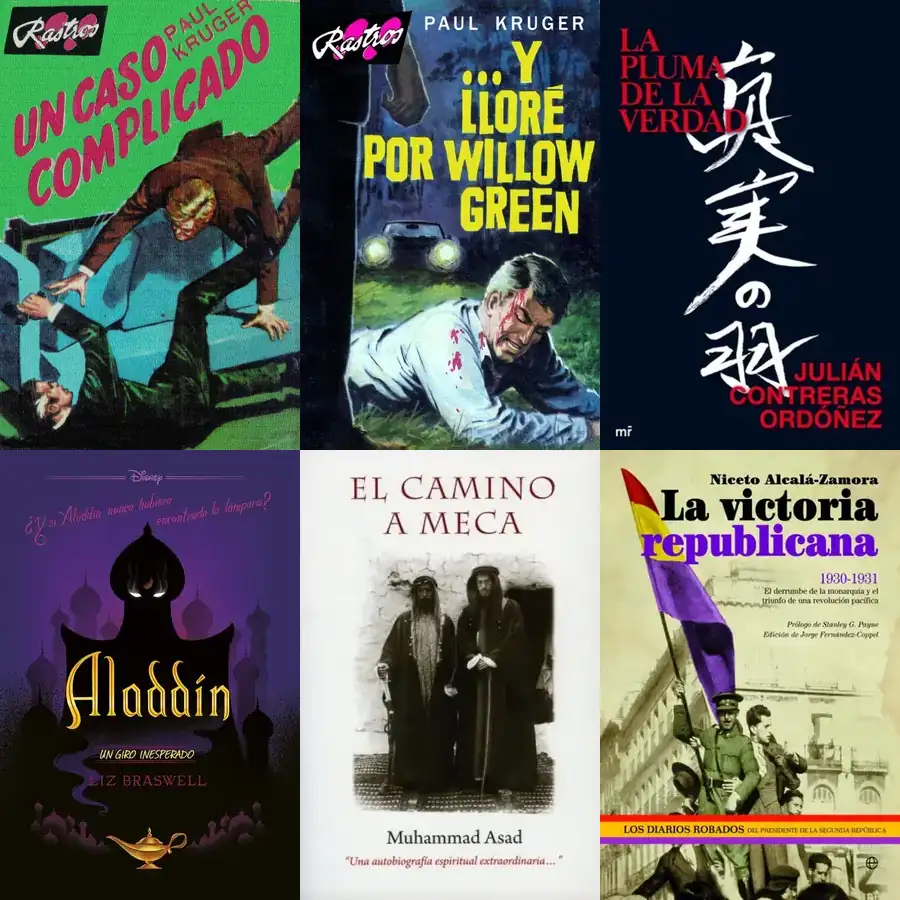 Rastros
PAUL
KRUGER
UN CASO
COMPLICADO
Rastros
PAUL KRUGER
...Y
LLORÉ
POR WILLOW
GREEN
LA
PLUMA
DE LA
VERDAD
真
実
の
羽
JULIÁN
CONTRERAS
ORDÓÑEZ
mr̃
Disney
¿Y si Aladdín nunca hubiera
encontrado la lámpara?
Aladdín
UN GIRO INESPERADO
LIZ BRASWELL
EL CAMINO
A MECA
Muhammad Asad
“Una autobiografía espiritual extraordinaria…”
Niceto Alcalá-Zamora
La victoria
republicana
1930-1931
El derrumbe de la monarquía y el
triunfo de una revolución pacífica
Prólogo de Stanley G. Payne
Edición de Jorge Fernández-Coppel
LOS DIARIOS ROBADOS DEL PRESIDENTE DE LA SEGUNDA REPÚBLICA